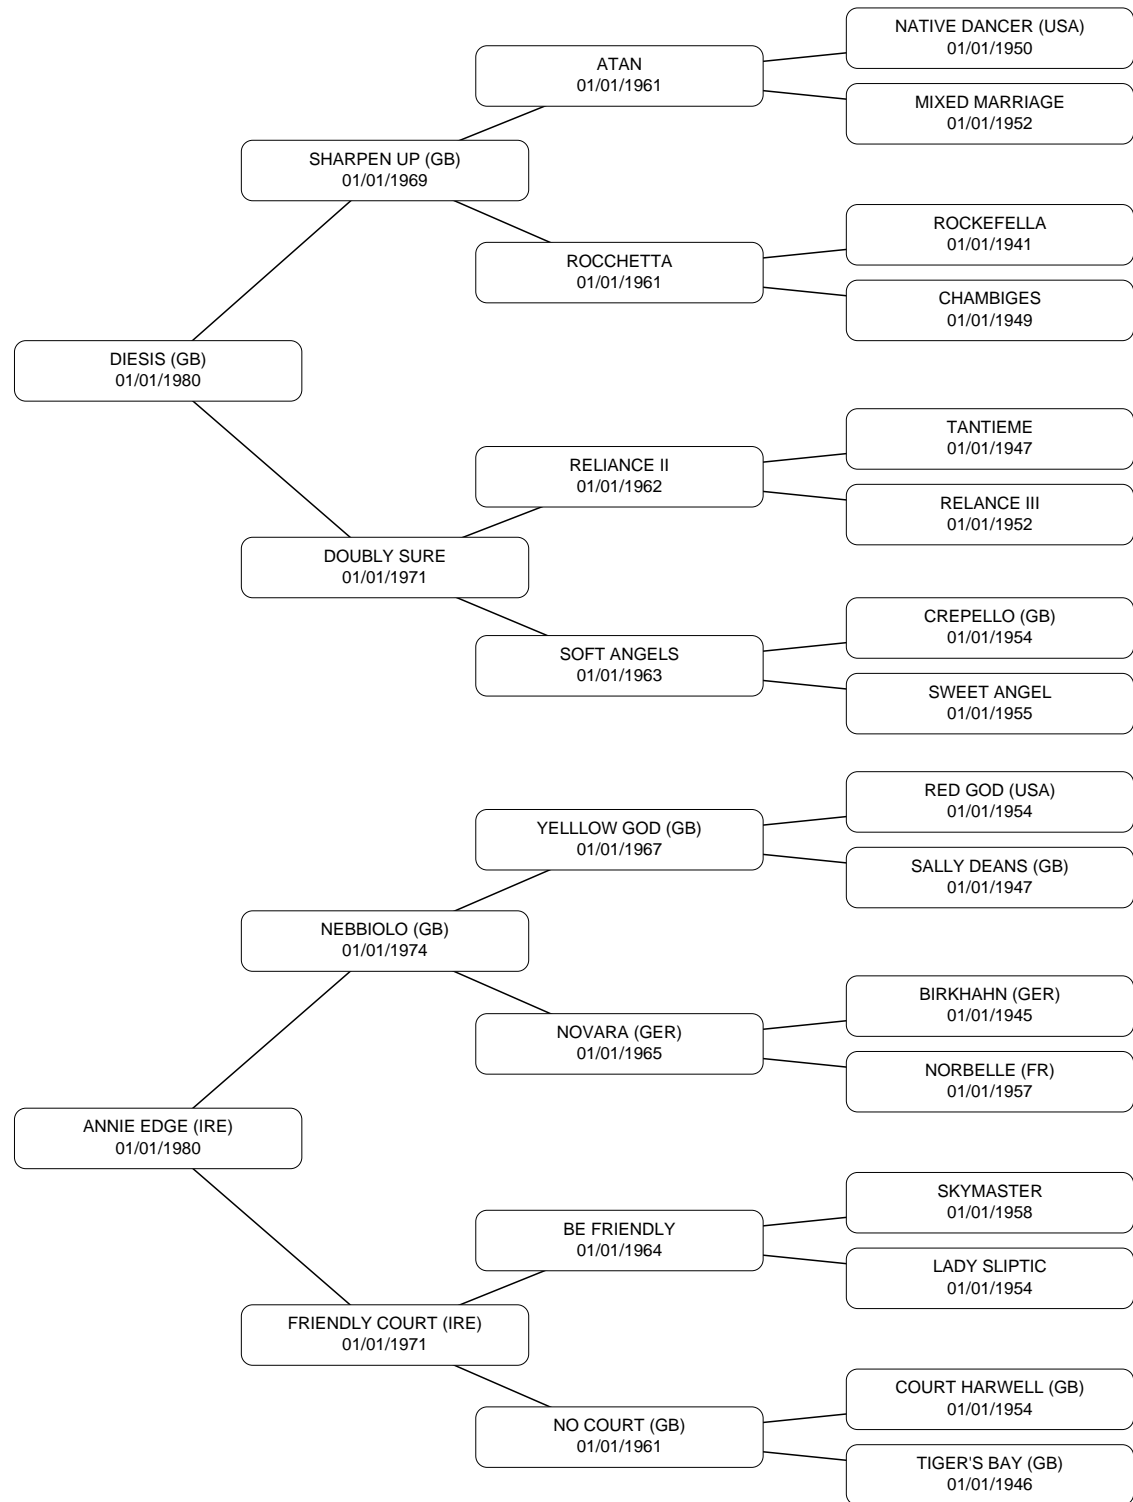 NATIVE DANCER (USA)
01/01/1950
ATAN
01/01/1961
MIXED MARRIAGE
01/01/1952
SHARPEN UP (GB)
01/01/1969
ROCKEFELLA
01/01/1941
ROCCHETTA
01/01/1961
CHAMBIGES
01/01/1949
DIESIS (GB)
01/01/1980
TANTIEME
01/01/1947
RELIANCE II
01/01/1962
RELANCE III
01/01/1952
DOUBLY SURE
01/01/1971
CREPELLO (GB)
01/01/1954
SOFT ANGELS
01/01/1963
SWEET ANGEL
01/01/1955
RED GOD (USA)
01/01/1954
YELLLOW GOD (GB)
01/01/1967
SALLY DEANS (GB)
01/01/1947
NEBBIOLO (GB)
01/01/1974
BIRKHAHN (GER)
01/01/1945
NOVARA (GER)
01/01/1965
NORBELLE (FR)
01/01/1957
ANNIE EDGE (IRE)
01/01/1980
SKYMASTER
01/01/1958
BE FRIENDLY
01/01/1964
LADY SLIPTIC
01/01/1954
FRIENDLY COURT (IRE)
01/01/1971
COURT HARWELL (GB)
01/01/1954
NO COURT (GB)
01/01/1961
TIGER'S BAY (GB)
01/01/1946